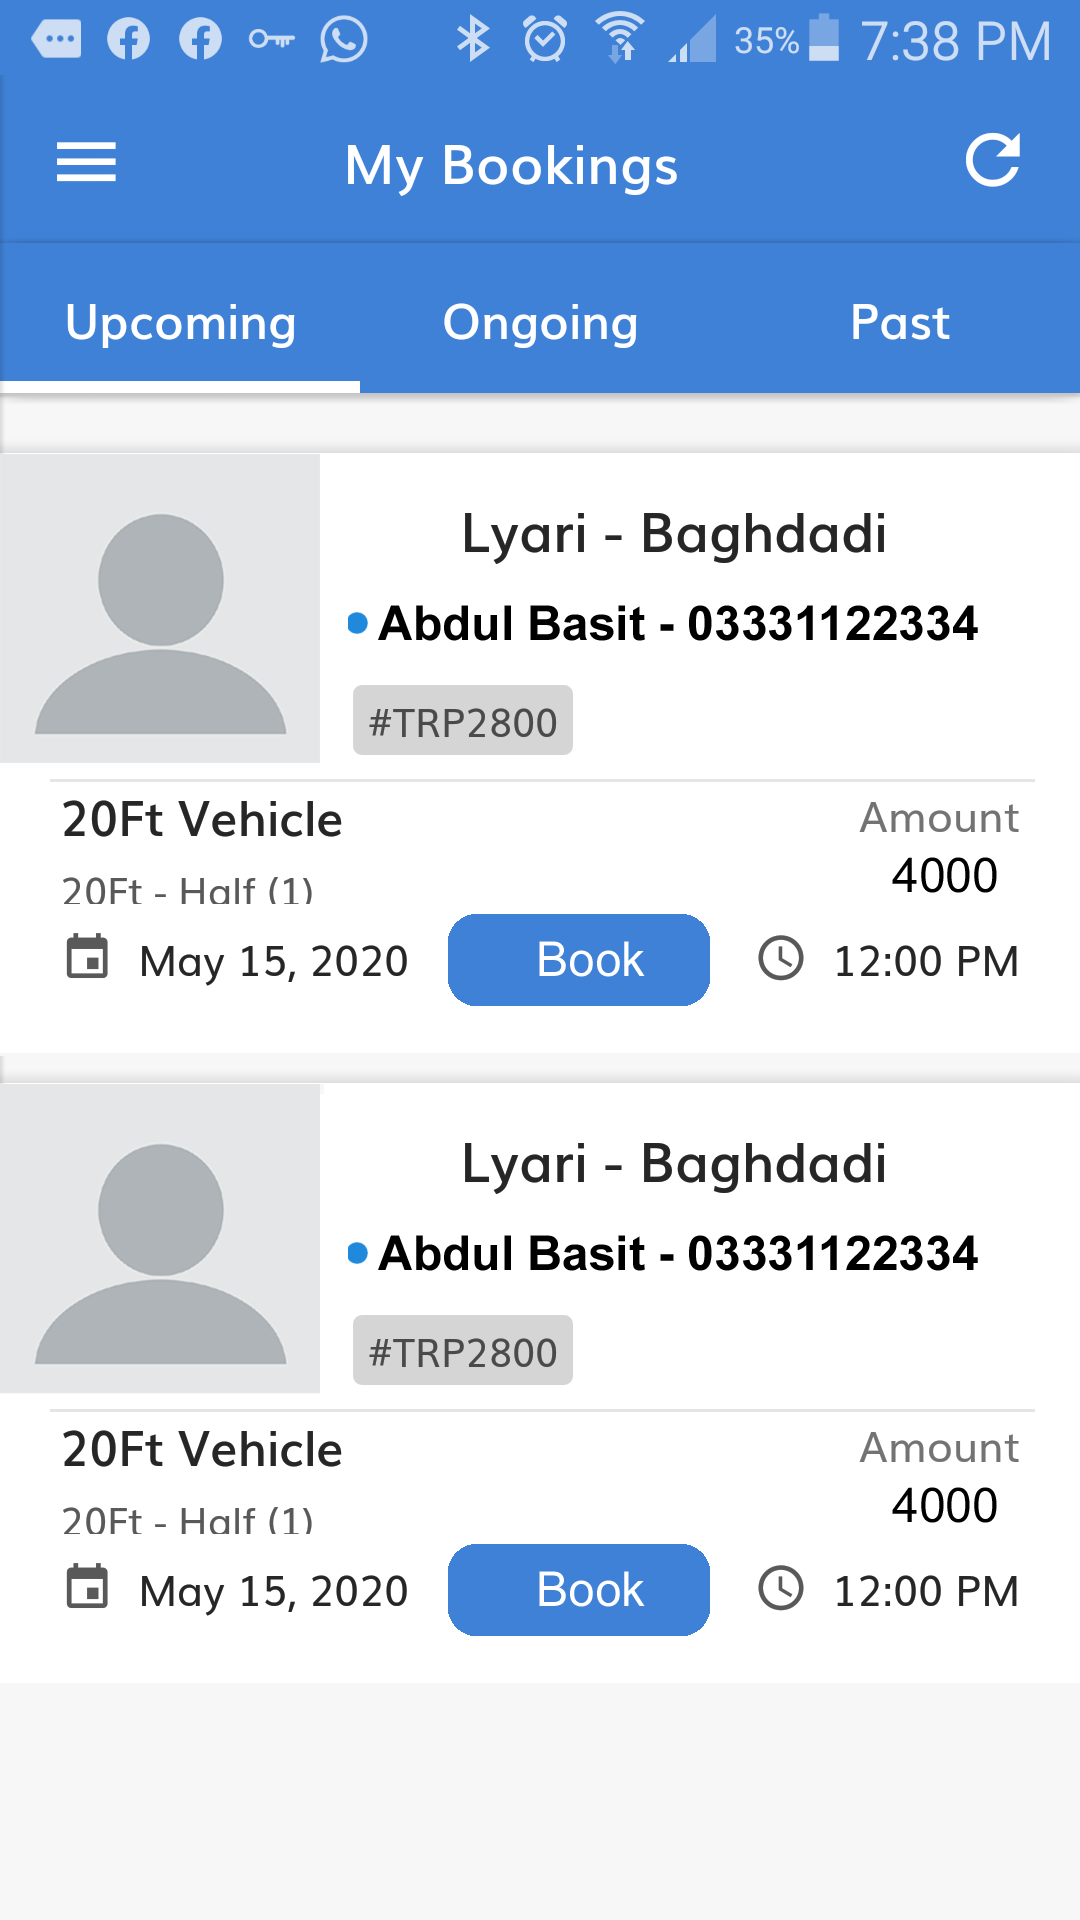 35% 7:38 PM
My Bookings
Upcoming Ongoing Past
Lyari - Baghdadi
Abdul Basit - 03331122334
#TRP2800
20Ft Vehicle Amount
4000
20Ft - Half (1)
May 15, 2020 Book 12:00 PM
Lyari - Baghdadi
Abdul Basit - 03331122334
#TRP2800
20Ft Vehicle Amount
4000
20Ft - Half (1)
May 15, 2020 Book 12:00 PM